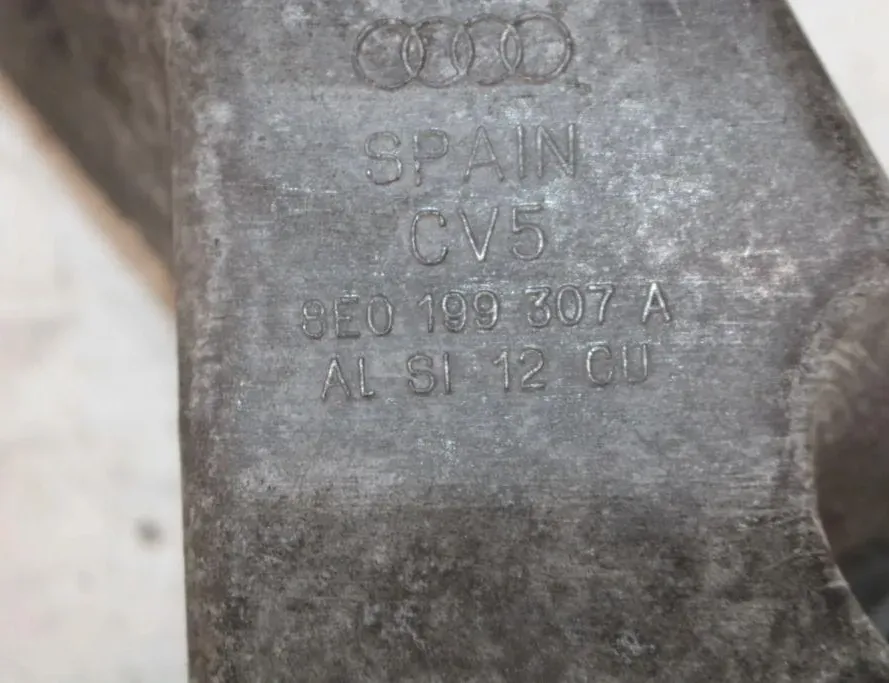 SPAIN
CV5
8E0 199 307 A
AL SI 12 CU